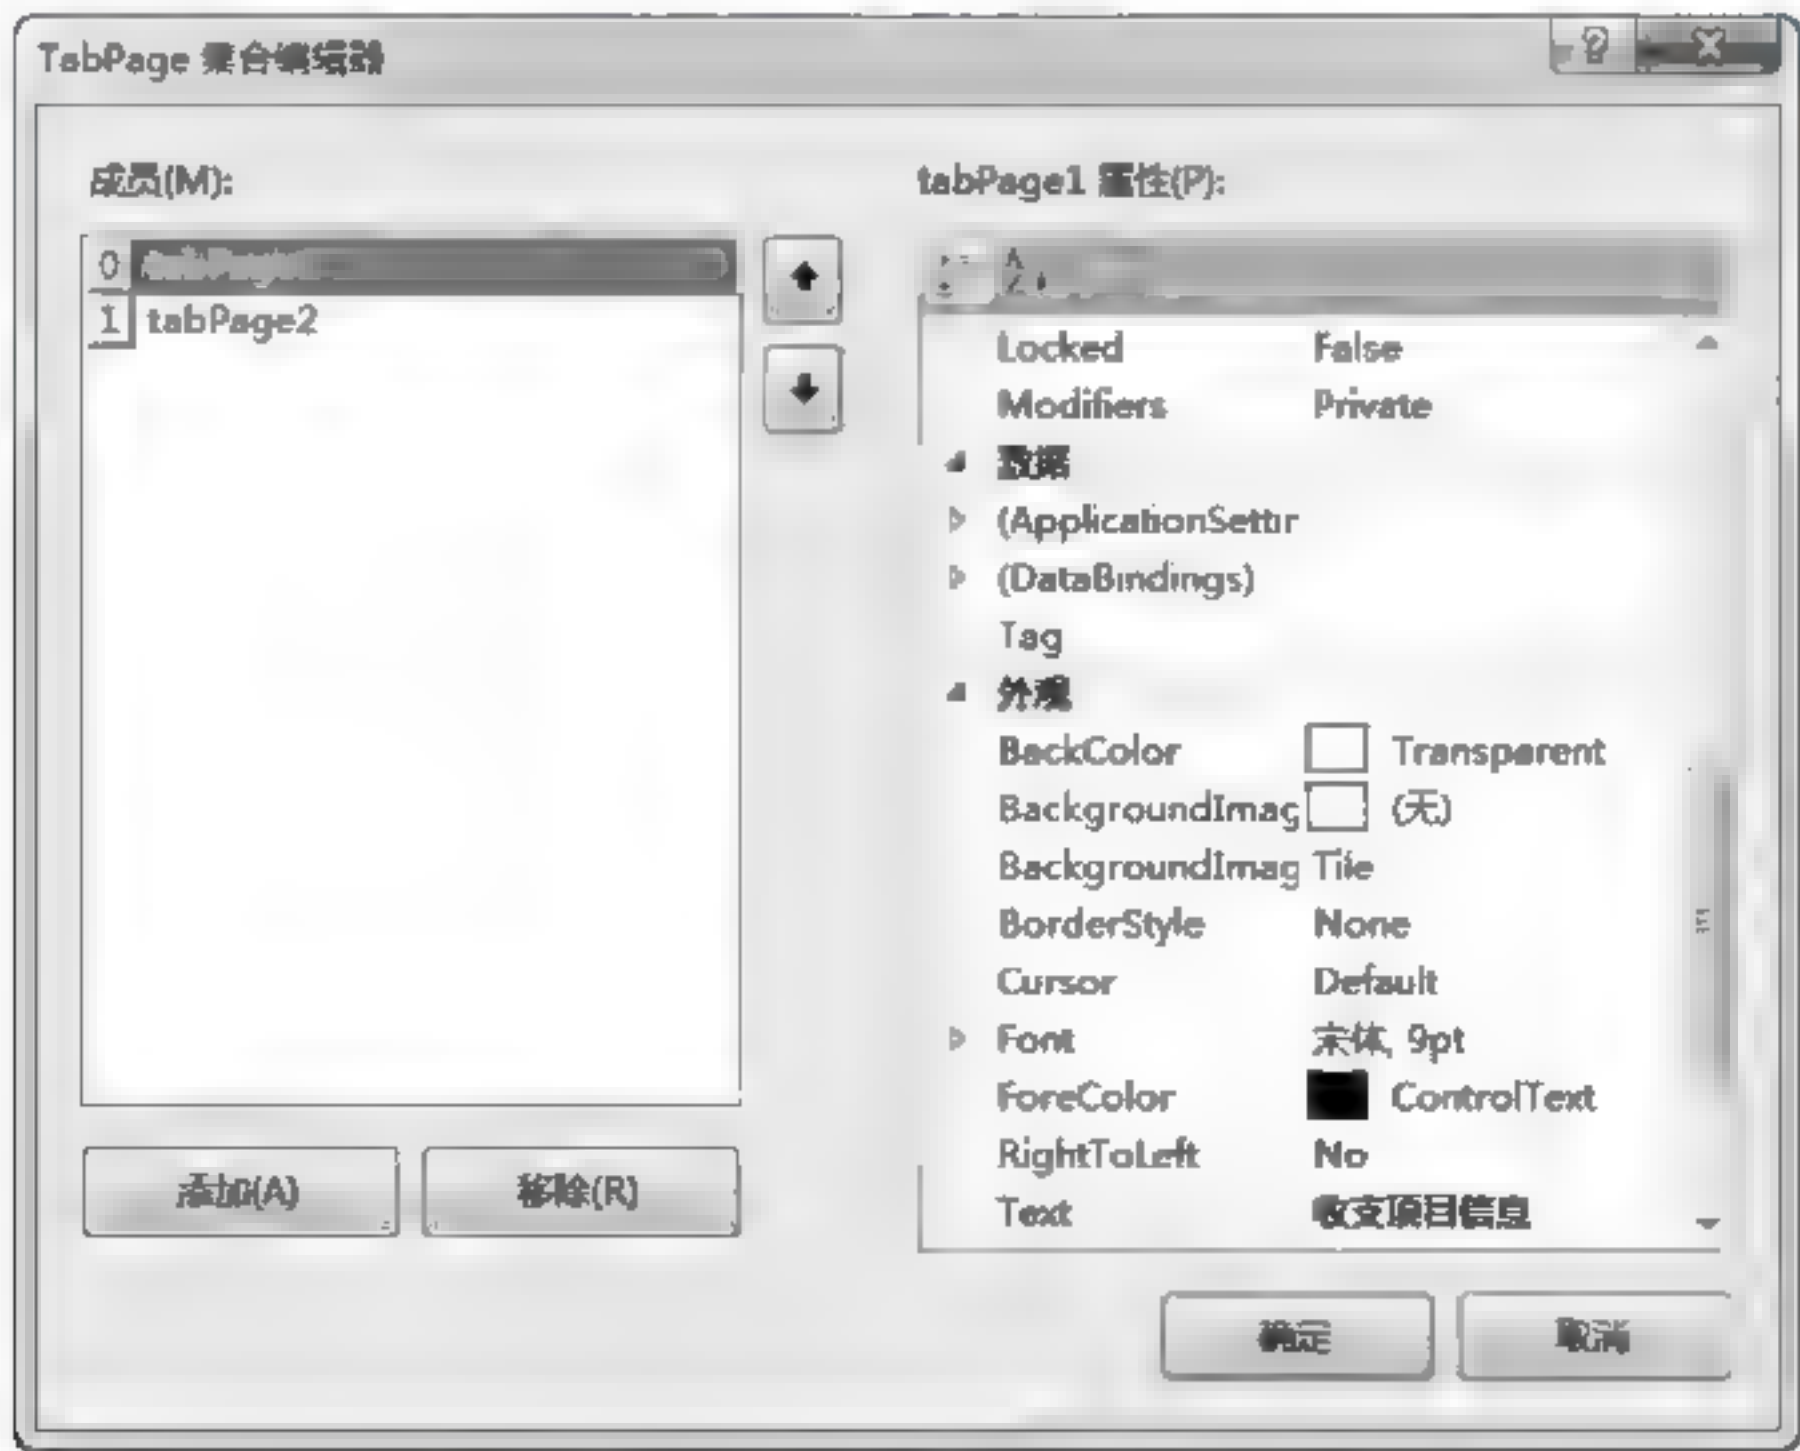 TabPage 集合编辑器
成员(M):
0
1 tabPage2
添加(A)
移除(R)
tabPage1 属性(P):
Locked False
Modifiers Private
数据
(ApplicationSettir
(DataBindings)
Tag
外观
BackColor Transparent
BackgroundImag (无)
BackgroundImag Tile
BorderStyle None
Cursor Default
Font 宋体, 9pt
ForeColor ControlText
RightToLeft No
Text 收支项目信息
确定
取消